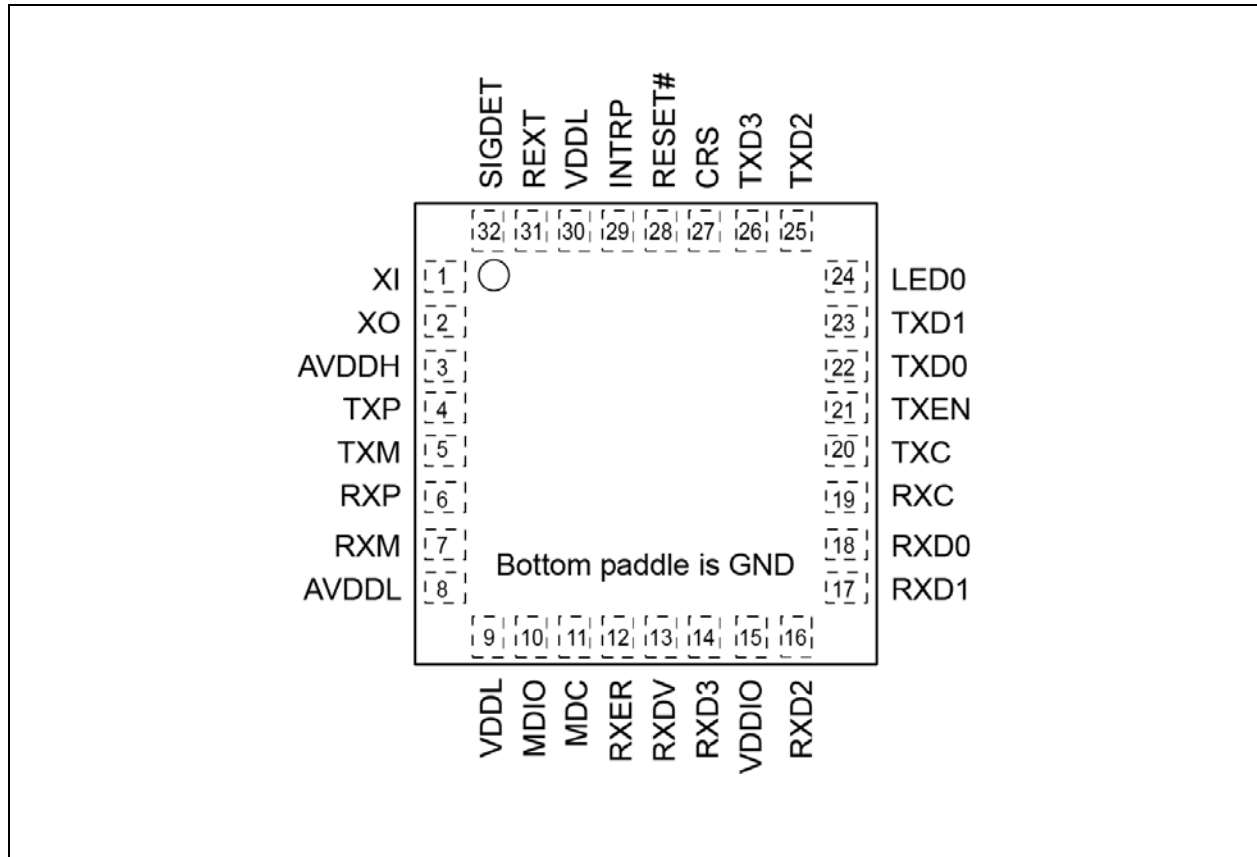 SIGDET
REXT
VDDL
INTRP
RESET#
CRS
TXD3
TXD2
32 31 30 29 28 27 26 25
XI 1 24 LED0
XO 2 23 TXD1
AVDDH 3 22 TXD0
TXP 4 21 TXEN
TXM 5 20 TXC
RXP 6 19 RXC
RXM 7 18 RXD0
Bottom paddle is GND
AVDDL 8 17 RXD1
9 10 11 12 13 14 15 16
VDDL
MDIO
MDC
RXER
RXDV
RXD3
VDDIO
RXD2